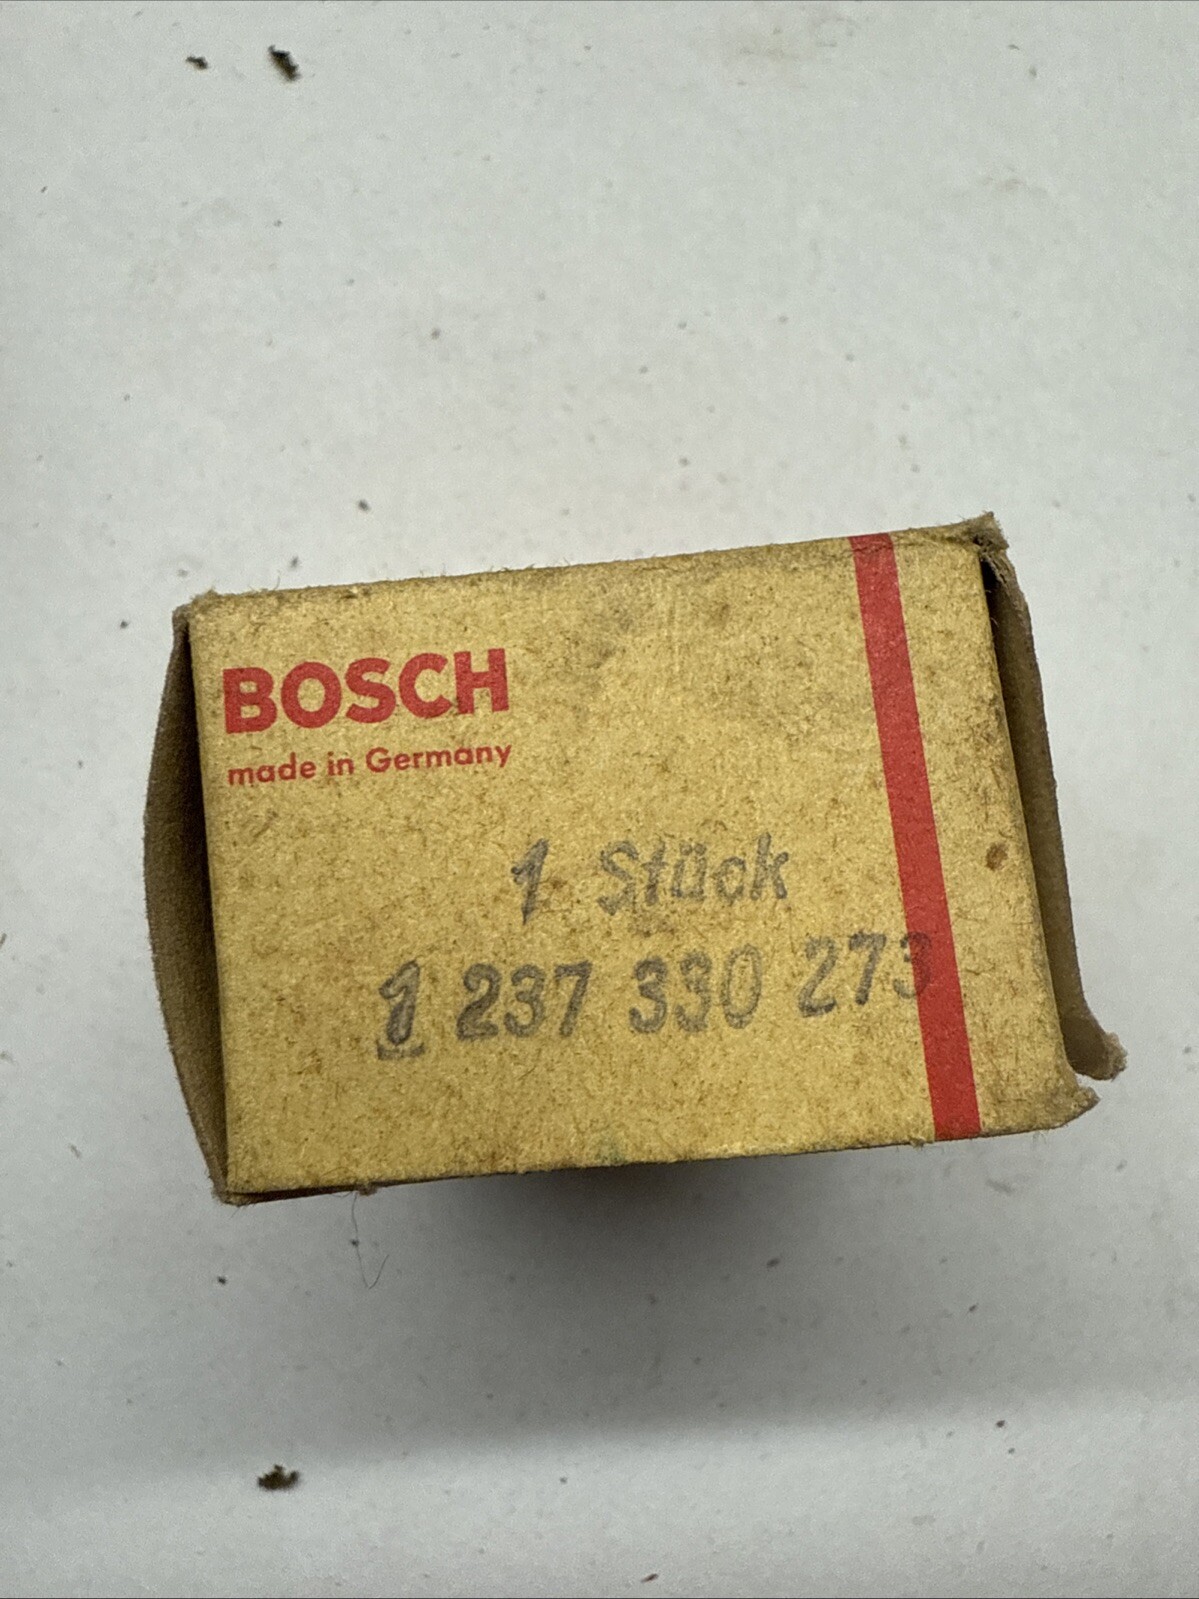 BOSCH
made in Germany
1 Stück
1 237 330 273